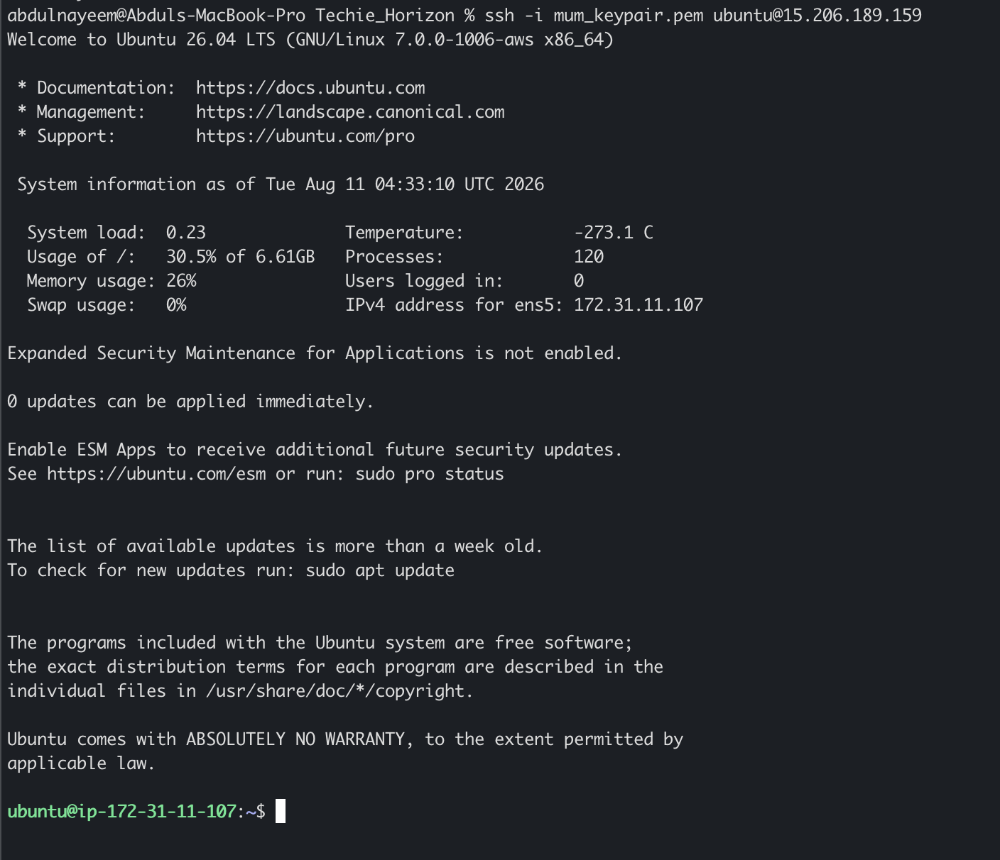 abdulnayeem@Abduls-MacBook-Pro Techie_Horizon % ssh -i mum_keypair.pem ubuntu@15.206.189.159
Welcome to Ubuntu 26.04 LTS (GNU/Linux 7.0.0-1006-aws x86_64)

 * Documentation:  https://docs.ubuntu.com
 * Management:     https://landscape.canonical.com
 * Support:        https://ubuntu.com/pro

 System information as of Tue Aug 11 04:33:10 UTC 2026

  System load:  0.23              Temperature:           -273.1 C
  Usage of /:   30.5% of 6.61GB   Processes:             120
  Memory usage: 26%               Users logged in:       0
  Swap usage:   0%                IPv4 address for ens5: 172.31.11.107

Expanded Security Maintenance for Applications is not enabled.

0 updates can be applied immediately.

Enable ESM Apps to receive additional future security updates.
See https://ubuntu.com/esm or run: sudo pro status

The list of available updates is more than a week old.
To check for new updates run: sudo apt update

The programs included with the Ubuntu system are free software;
the exact distribution terms for each program are described in the
individual files in /usr/share/doc/*/copyright.

Ubuntu comes with ABSOLUTELY NO WARRANTY, to the extent permitted by
applicable law.

ubuntu@ip-172-31-11-107:~$